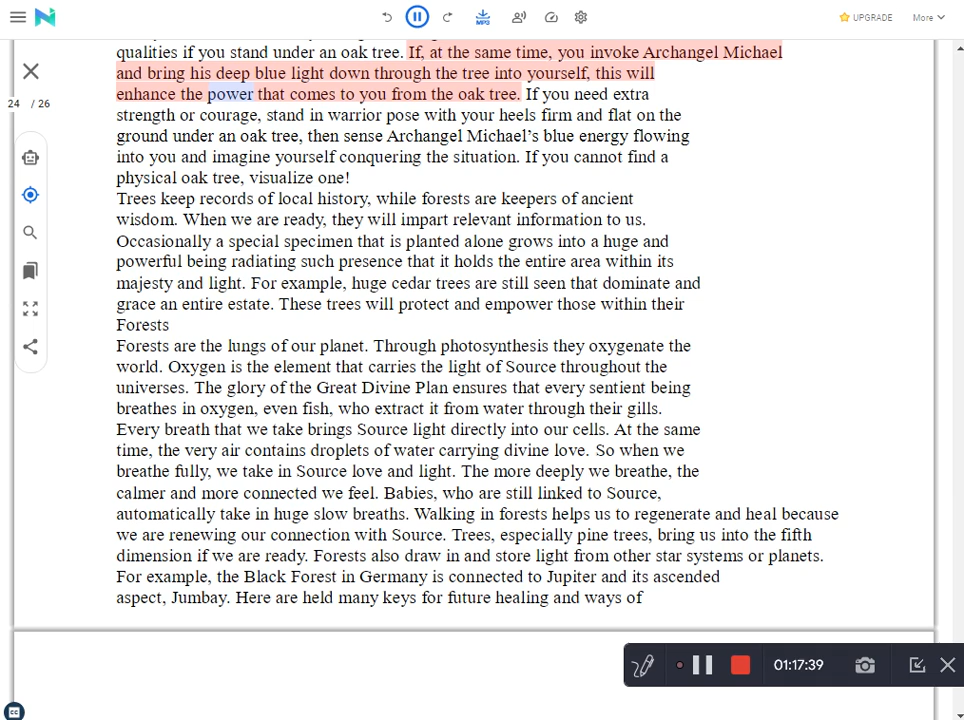 MP3
UPGRADE
More
24 / 26
qualities if you stand under an oak tree. If, at the same time, you invoke Archangel Michael
and bring his deep blue light down through the tree into yourself, this will
enhance the power that comes to you from the oak tree. If you need extra
strength or courage, stand in warrior pose with your heels firm and flat on the
ground under an oak tree, then sense Archangel Michael’s blue energy flowing
into you and imagine yourself conquering the situation. If you cannot find a
physical oak tree, visualize one!
Trees keep records of local history, while forests are keepers of ancient
wisdom. When we are ready, they will impart relevant information to us.
Occasionally a special specimen that is planted alone grows into a huge and
powerful being radiating such presence that it holds the entire area within its
majesty and light. For example, huge cedar trees are still seen that dominate and
grace an entire estate. These trees will protect and empower those within their
Forests
Forests are the lungs of our planet. Through photosynthesis they oxygenate the
world. Oxygen is the element that carries the light of Source throughout the
universes. The glory of the Great Divine Plan ensures that every sentient being
breathes in oxygen, even fish, who extract it from water through their gills.
Every breath that we take brings Source light directly into our cells. At the same
time, the very air contains droplets of water carrying divine love. So when we
breathe fully, we take in Source love and light. The more deeply we breathe, the
calmer and more connected we feel. Babies, who are still linked to Source,
automatically take in huge slow breaths. Walking in forests helps us to regenerate and heal because
we are renewing our connection with Source. Trees, especially pine trees, bring us into the fifth
dimension if we are ready. Forests also draw in and store light from other star systems or planets.
For example, the Black Forest in Germany is connected to Jupiter and its ascended
aspect, Jumbay. Here are held many keys for future healing and ways of
01:17:39
CC